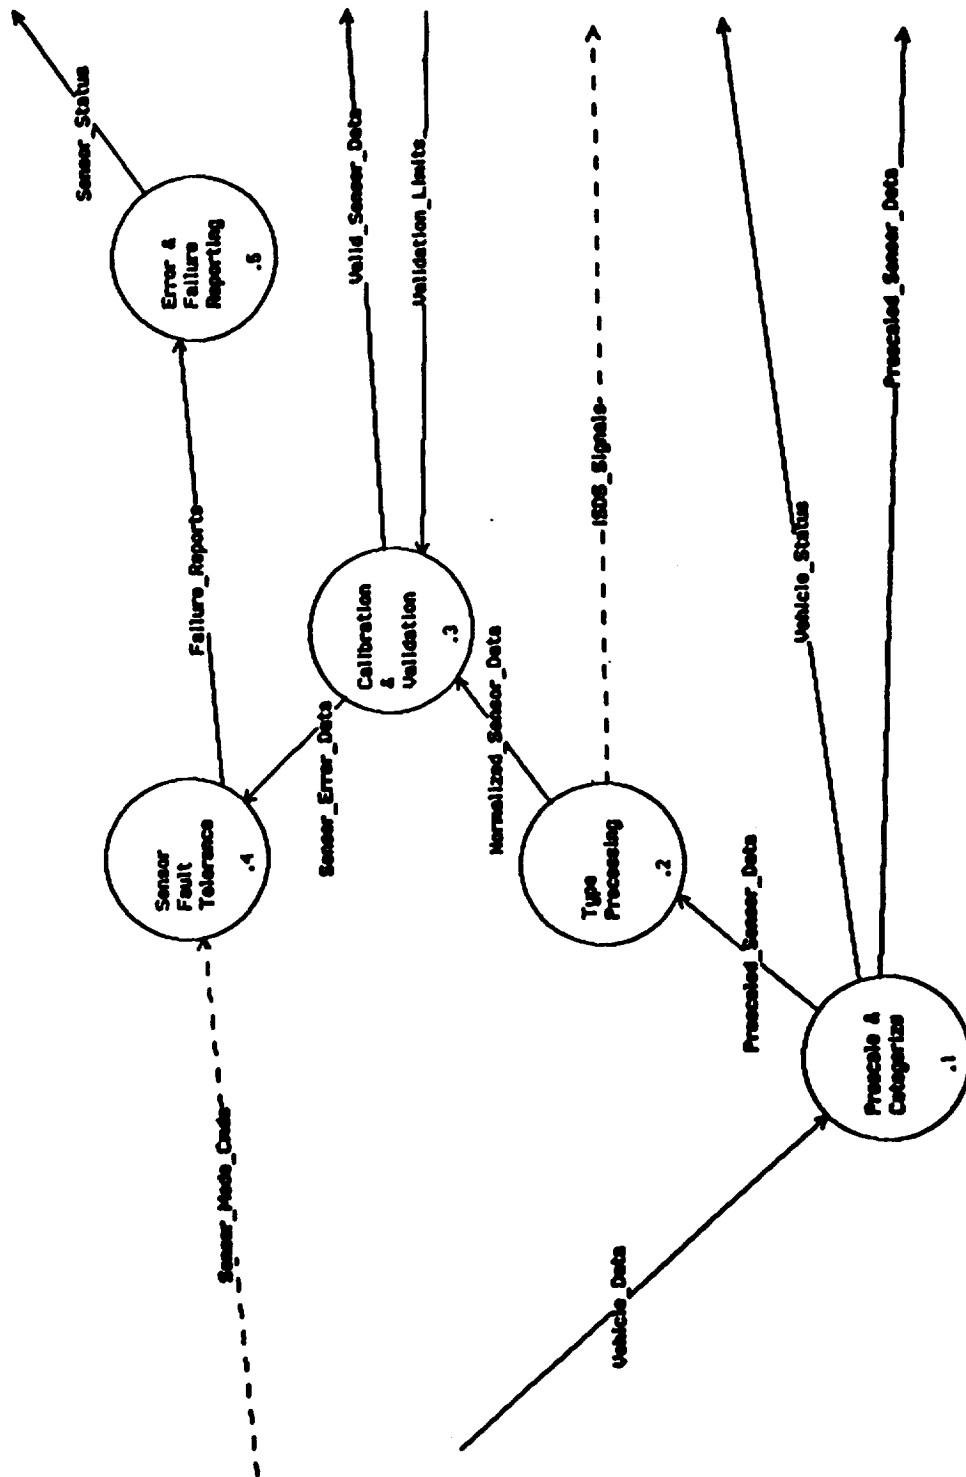 Sensor_Status
Error &
Failure
Reporting
.5
Failure_Reports
Sensor
Fault
Tolerance
.4
Sensor_Mode_Cmds
Valid_Sensor_Data
Validation_Limits
Calibration
&
Validation
.3
Sensor_Error_Data
Normalized_Sensor_Data
ISDS_Signals
Type
Processing
.2
Prescaled_Sensor_Data
Vehicle_Status
Prescaled_Sensor_Data
Prescale &
Categorize
.1
Vehicle_Data